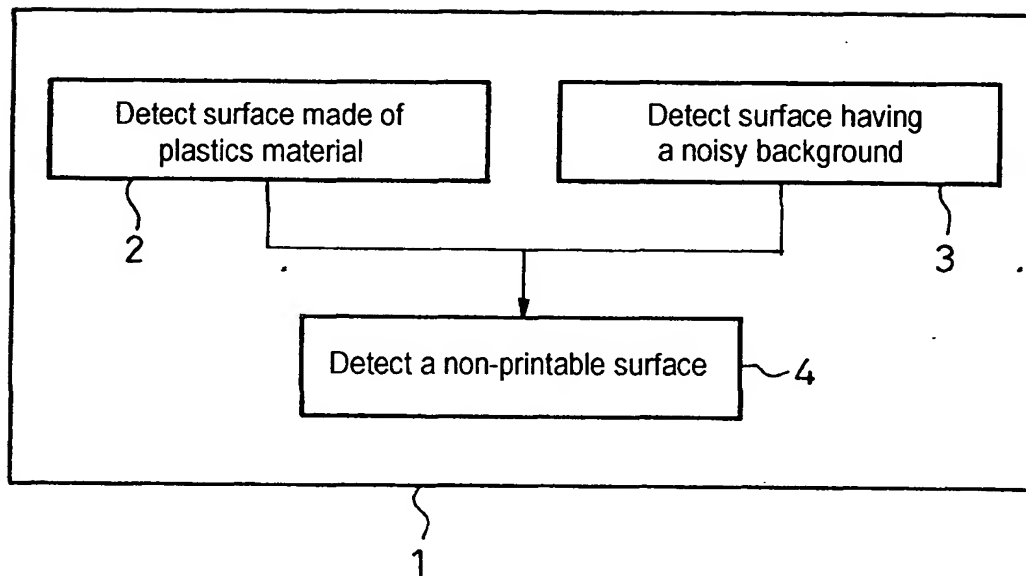 Detect surface made of
plastics material
2
Detect surface having
a noisy background
3
Detect a non-printable surface
4
1